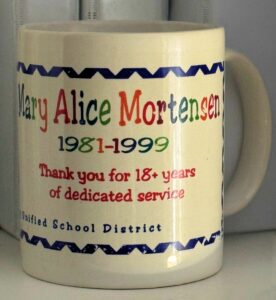 Mary Alice Mortensen
1981-1999
Thank you for 18+ years
of dedicated service
Unified School District